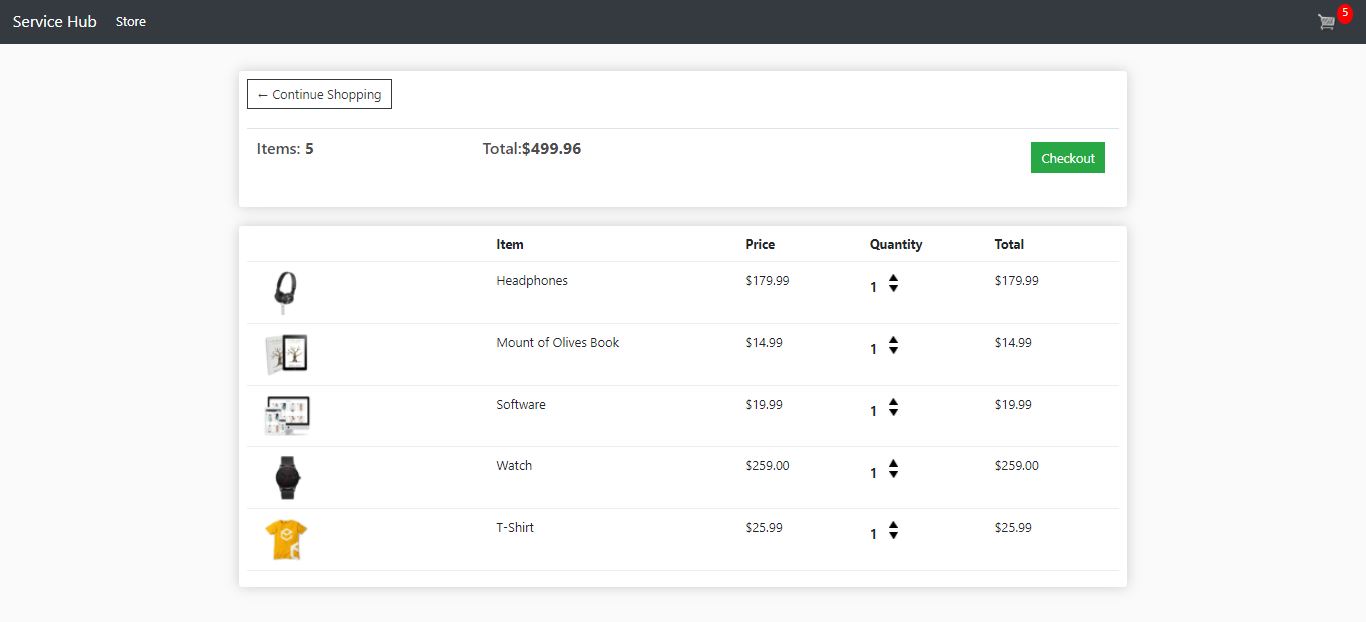 Service Hub Store 5
← Continue Shopping
Items: 5 Total:$499.96 Checkout
Item Price Quantity Total
Headphones $179.99 1 $179.99
Mount of Olives Book $14.99 1 $14.99
Software $19.99 1 $19.99
Watch $259.00 1 $259.00
T-Shirt $25.99 1 $25.99